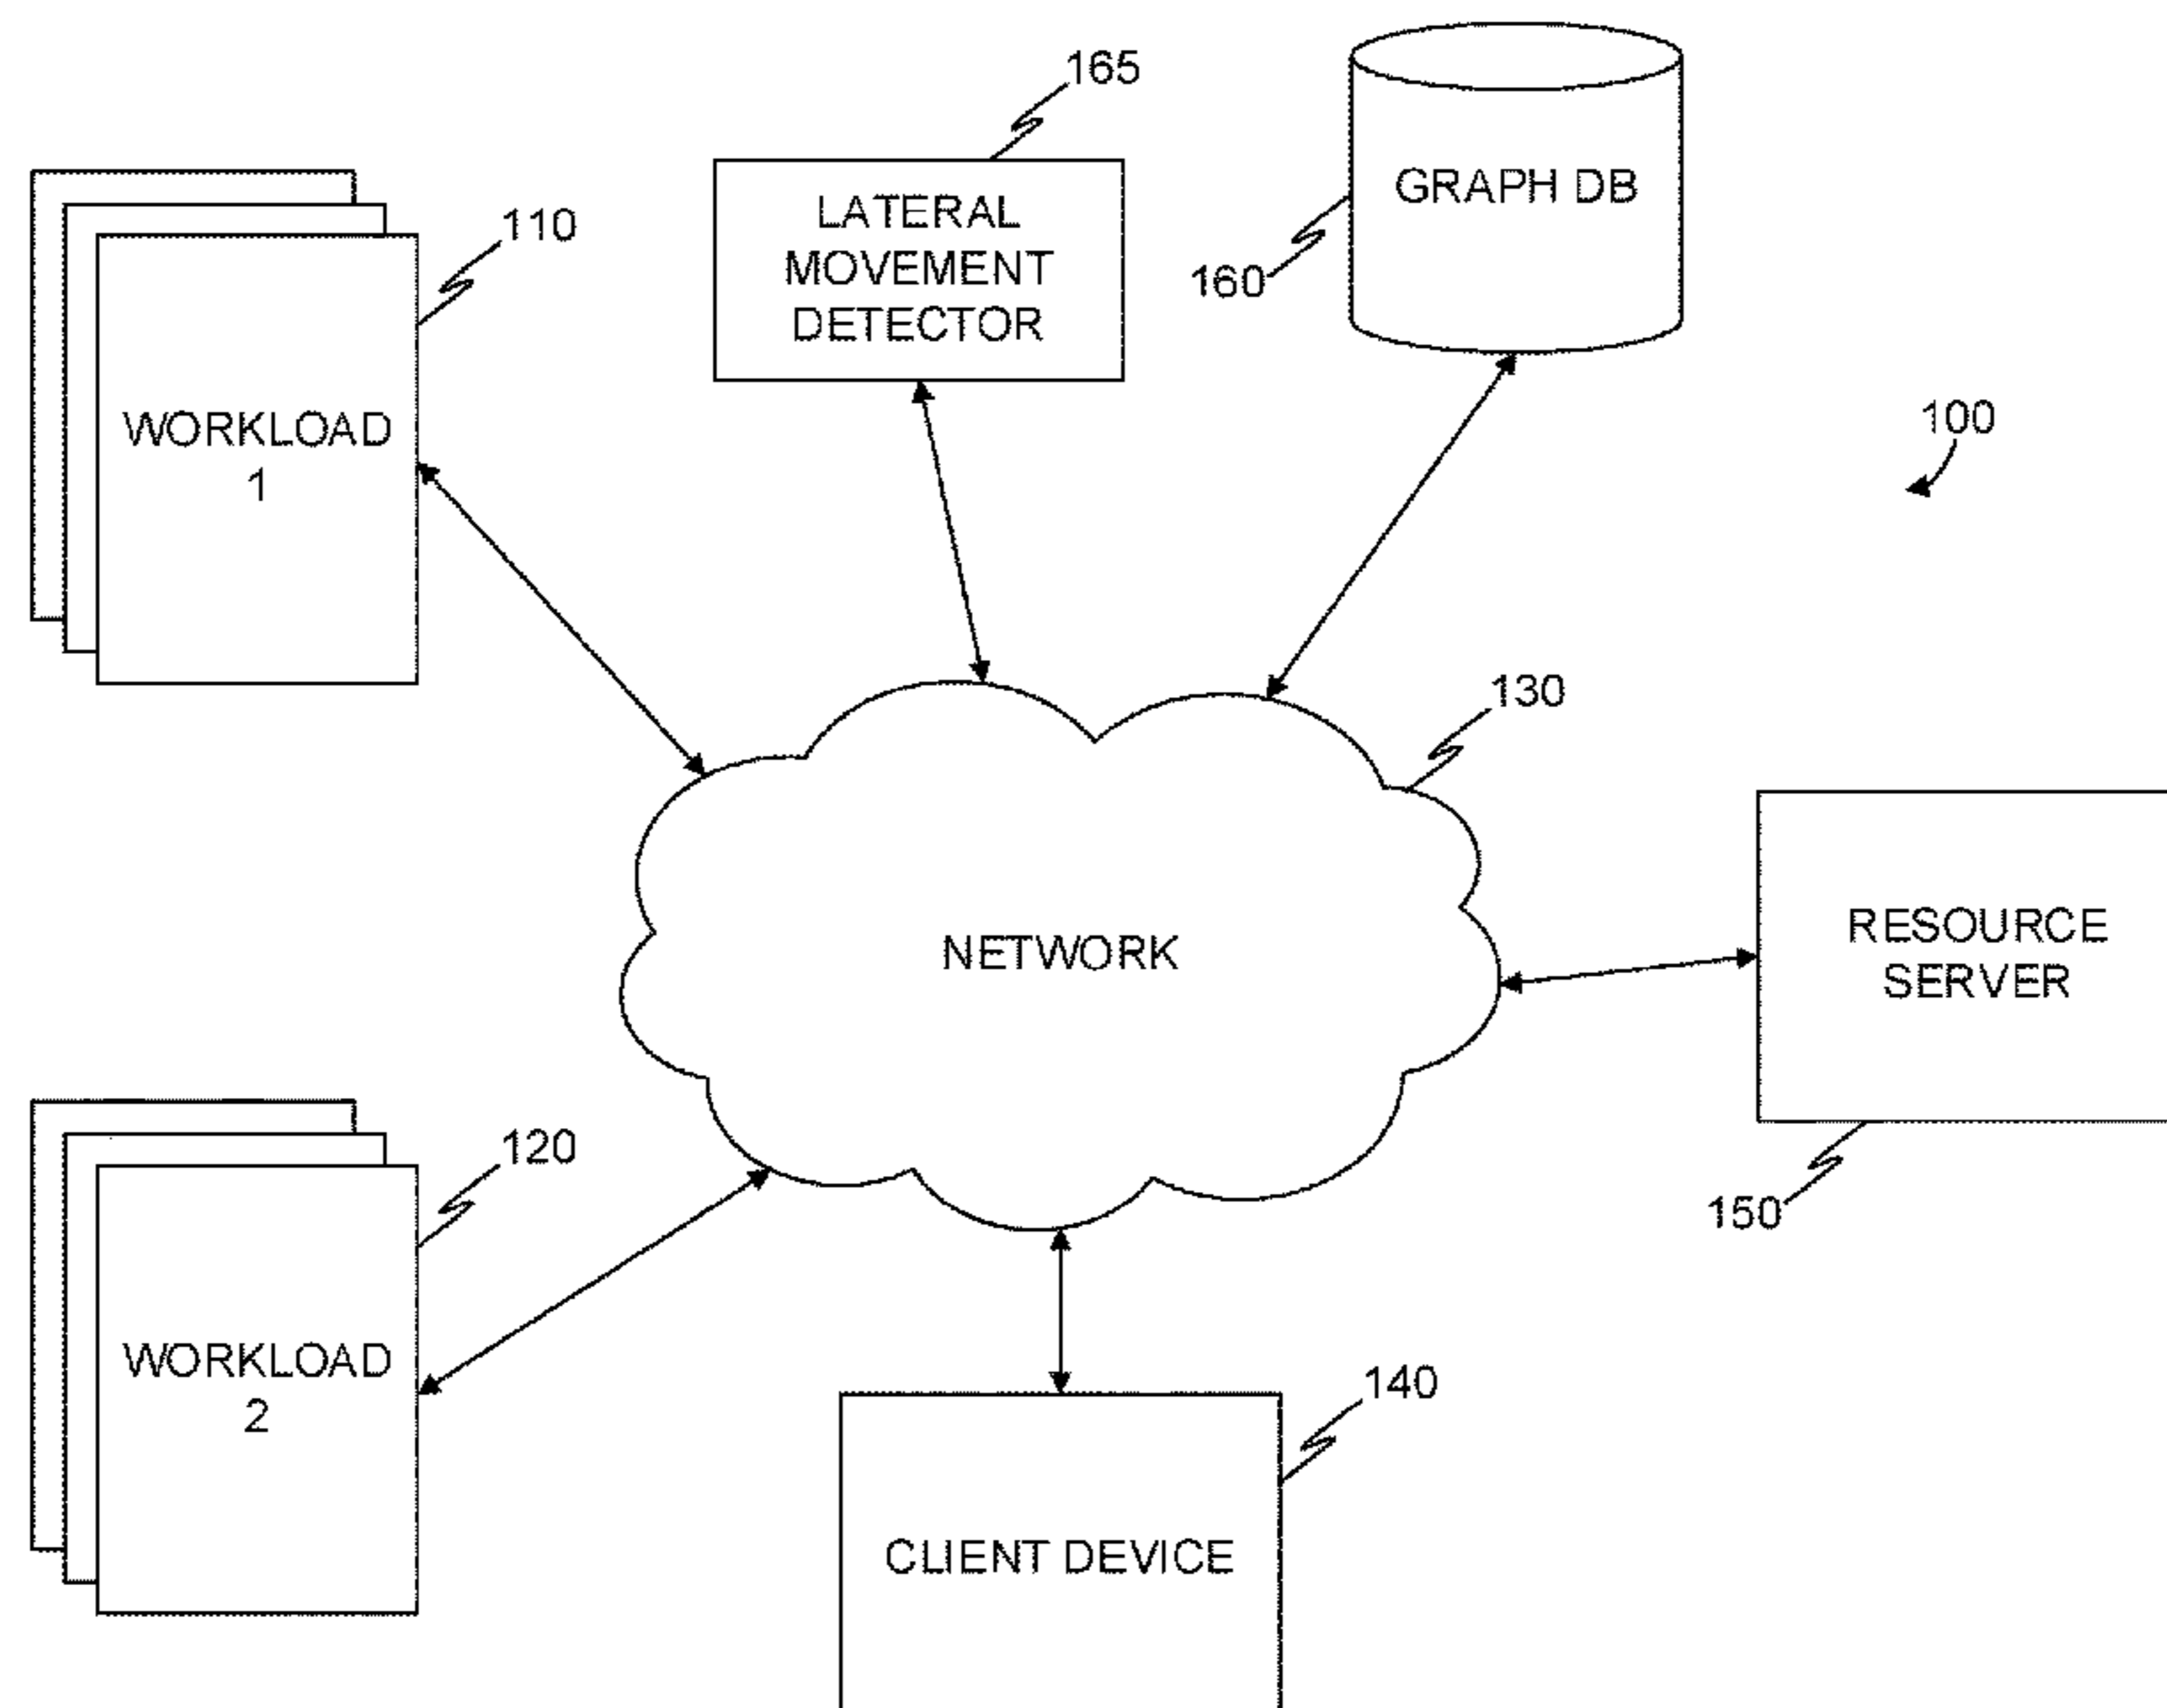 165
LATERAL
MOVEMENT
DETECTOR
GRAPH DB
160
110
WORKLOAD
1
100
130
NETWORK
RESOURCE
SERVER
150
120
WORKLOAD
2
140
CLIENT DEVICE